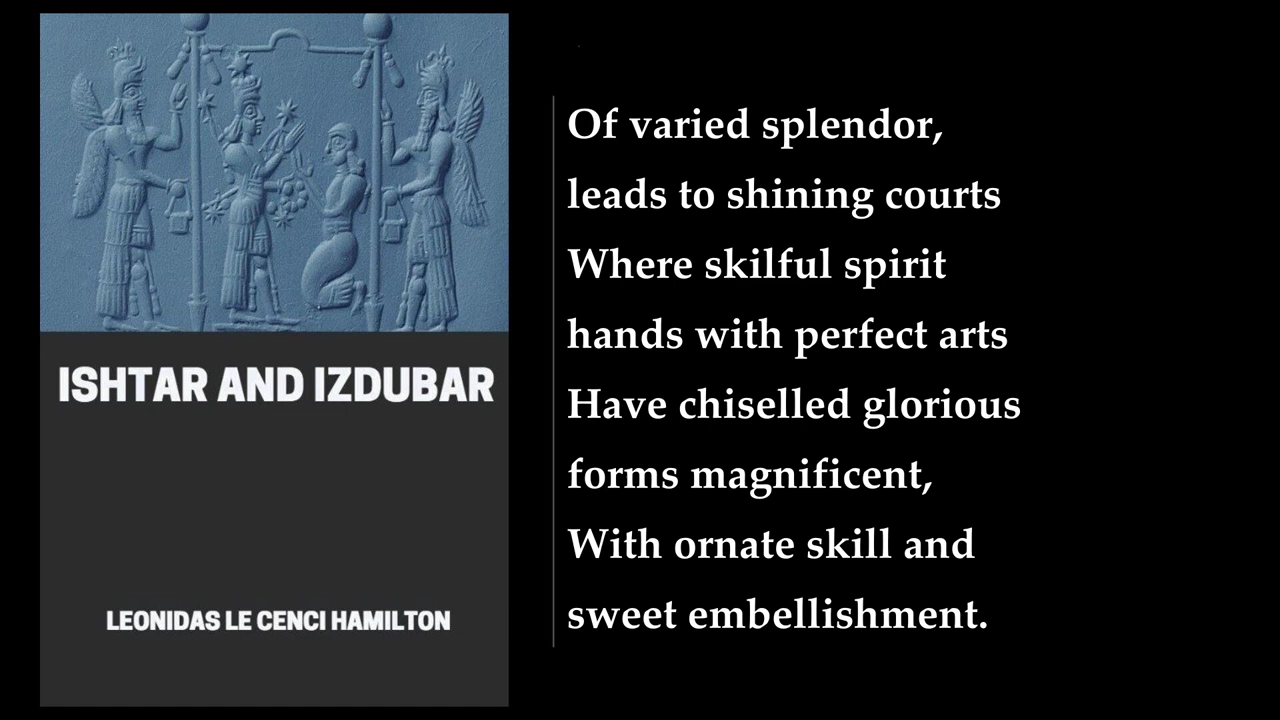 ISHTAR AND IZDUBAR
LEONIDAS LE CENCI HAMILTON
Of varied splendor,
leads to shining courts
Where skilful spirit
hands with perfect arts
Have chiselled glorious
forms magnificent,
With ornate skill and
sweet embellishment.